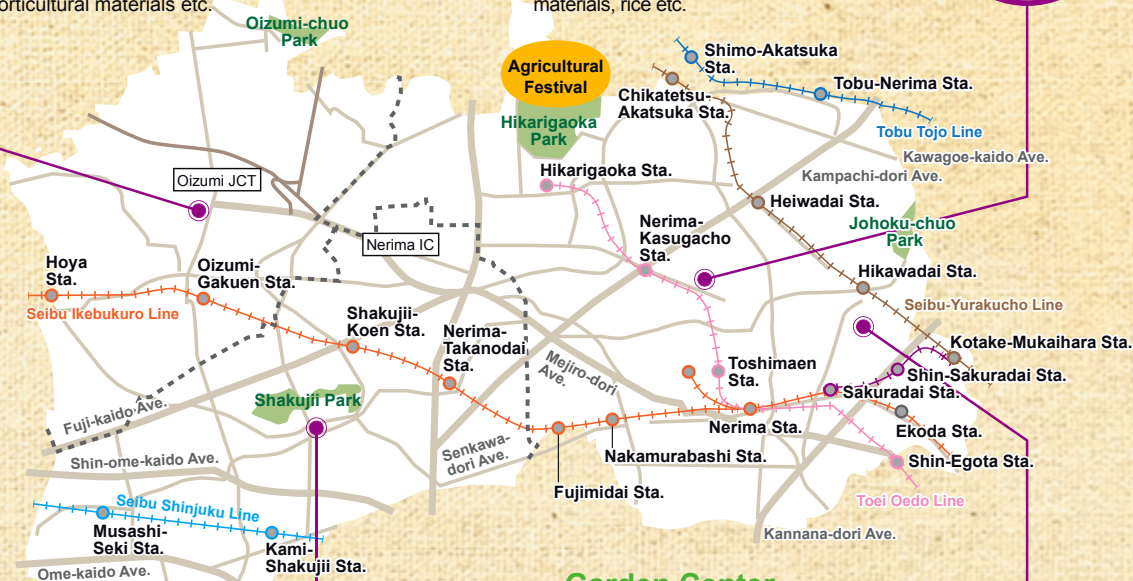 orticultural materials etc.
materials, rice etc.
Oizumi-chuo
Park
Agricultural
Festival
Hikarigaoka
Park
Shimo-Akatsuka
Sta.
Chikatetsu-
Akatsuka Sta.
Tobu-Nerima Sta.
Tobu Tojo Line
Kawagoe-kaido Ave.
Kampachi-dori Ave.
Oizumi JCT
Hikarigaoka Sta.
Heiwadai Sta.
Nerima-
Kasugacho
Sta.
Johoku-chuo
Park
Nerima IC
Hoya
Sta.
Oizumi-
Gakuen Sta.
Hikawadai Sta.
Seibu Ikebukuro Line
Shakujii-
Koen Sta.
Seibu-Yurakucho Line
Nerima-
Takanodai
Sta.
Kotake-Mukaihara Sta.
Mejiro-dori
Ave.
Toshimaen
Sta.
Shin-Sakuradai Sta.
Sakuradai Sta.
Shakujii Park
Fuji-kaido Ave.
Nerima Sta.
Ekoda Sta.
Senkawa-
dori Ave.
Nakamurabashi Sta.
Shin-Egota Sta.
Shin-ome-kaido Ave.
Fujimidai Sta.
Toei Oedo Line
Seibu Shinjuku Line
Musashi-
Seki Sta.
Kannana-dori Ave.
Kami-
Shakujii Sta.
Ome-kaido Ave.
Garden Center